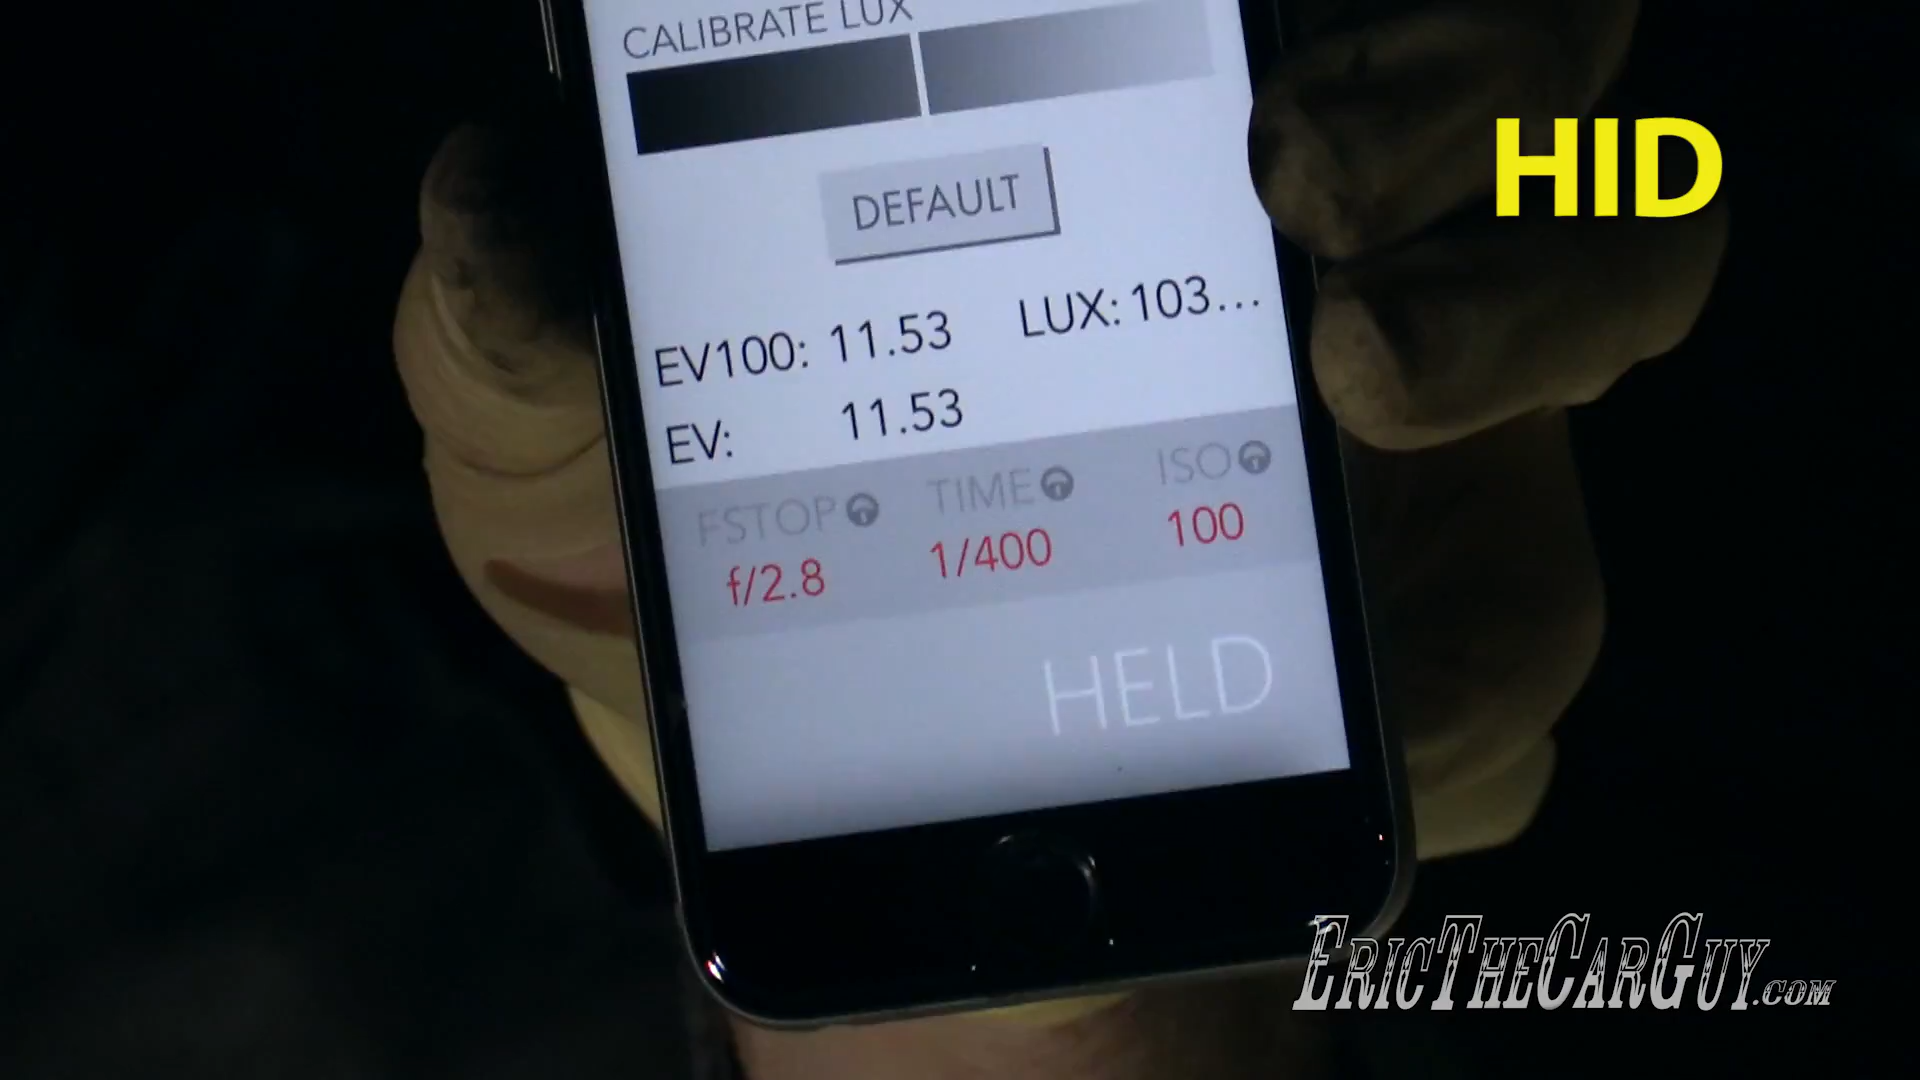 CALIBRATE LUX
HID
DEFAULT
EV100: 11.53 LUX: 103...
EV: 11.53
FSTOP TIME ISO
f/2.8 1/400 100
HELD
ERICTHECARGUY.COM